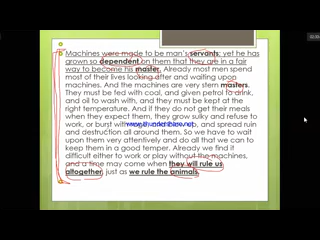 Machines were made to be man's servants; yet he has
grown so dependent on them that they are in a fair
way to become his master. Already most men spend
most of their lives looking after and waiting upon
machines. And the machines are very stern masters.
They must be fed with coal, and given petrol to drink,
and oil to wash with, and they must be kept at the
right temperature. And if they do not get their meals
when they expect them, they grow sulky and refuse to
work, or burst with rage, and blow up, and spread ruin
and destruction all around them. So we have to wait
upon them very attentively and do all that we can to
keep them in a good temper. Already we find it
difficult either to work or play without the machines,
and a time may come when they will rule us
altogether, just as we rule the animals.